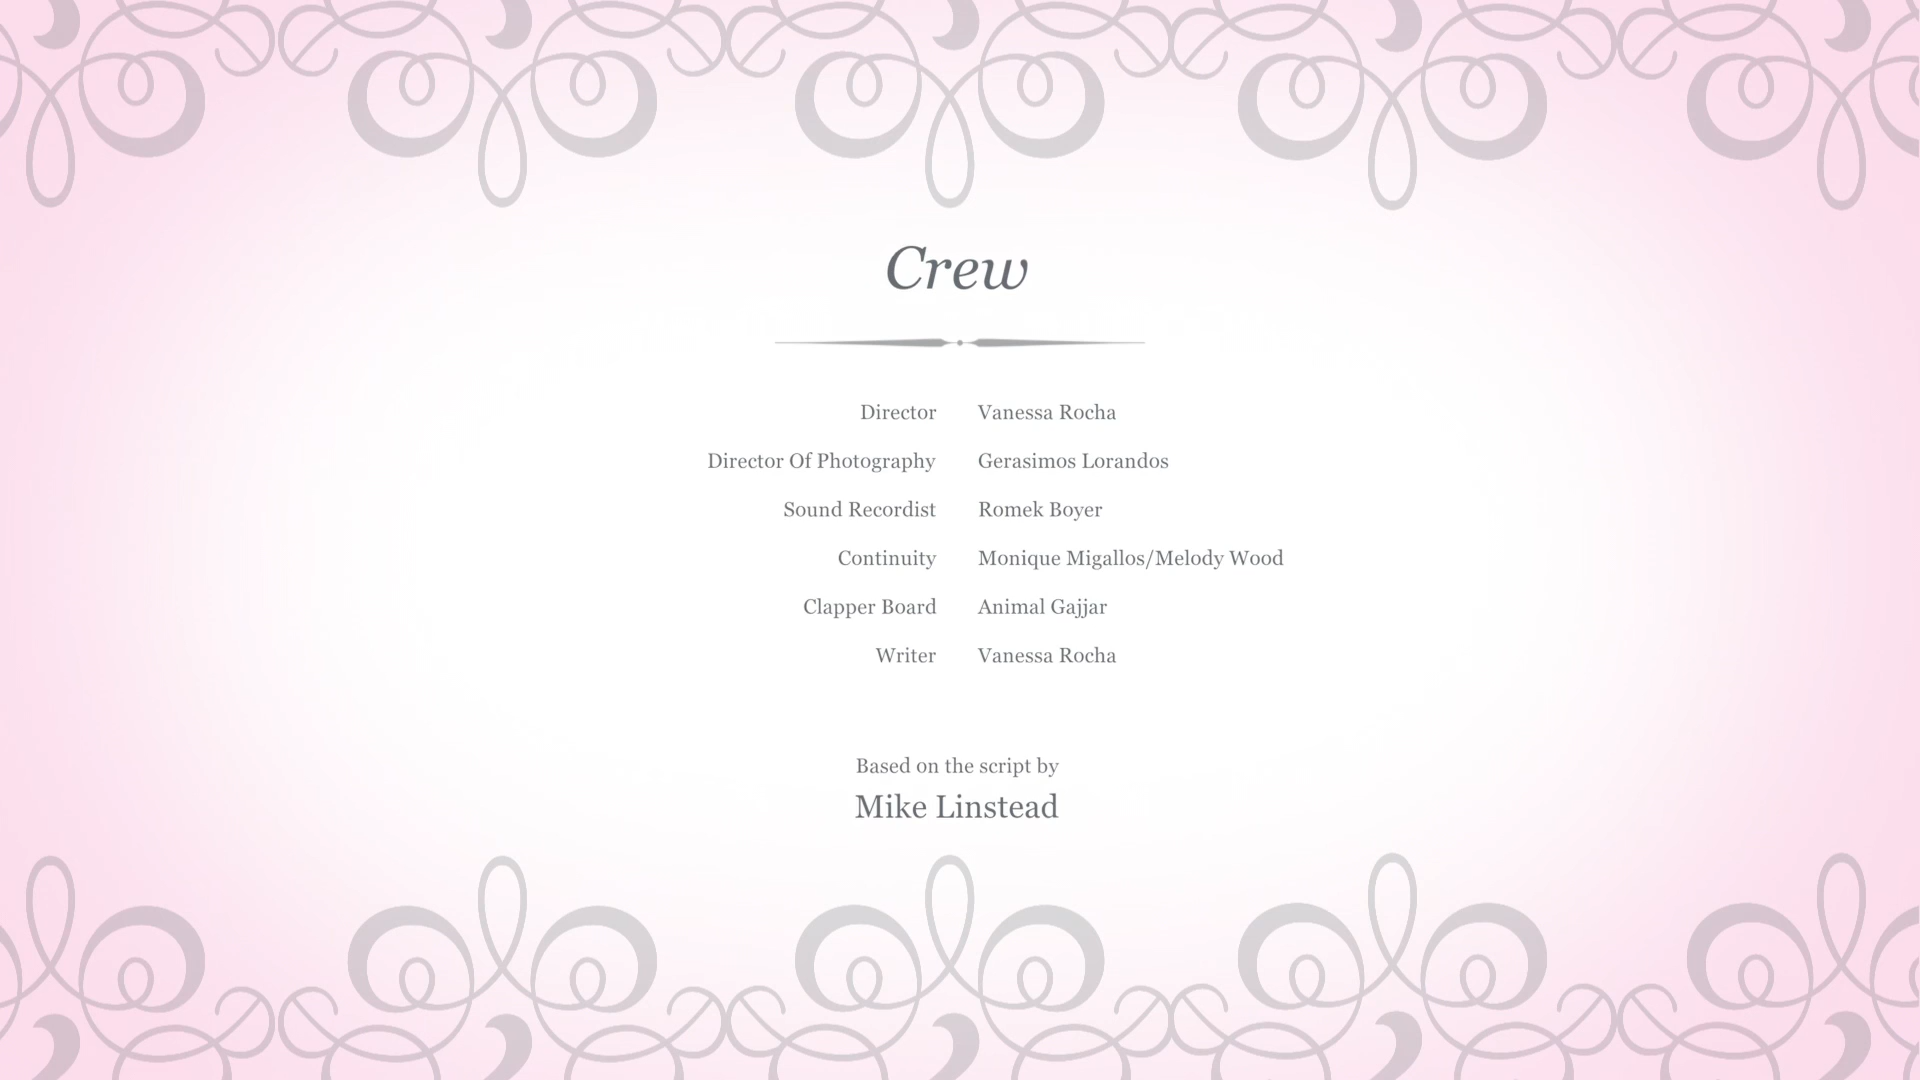 Crew
Director Vanessa Rocha
Director Of Photography Gerasimos Lorandos
Sound Recordist Romek Boyer
Continuity Monique Migallos/Melody Wood
Clapper Board Animal Gajjar
Writer Vanessa Rocha
Based on the script by
Mike Linstead